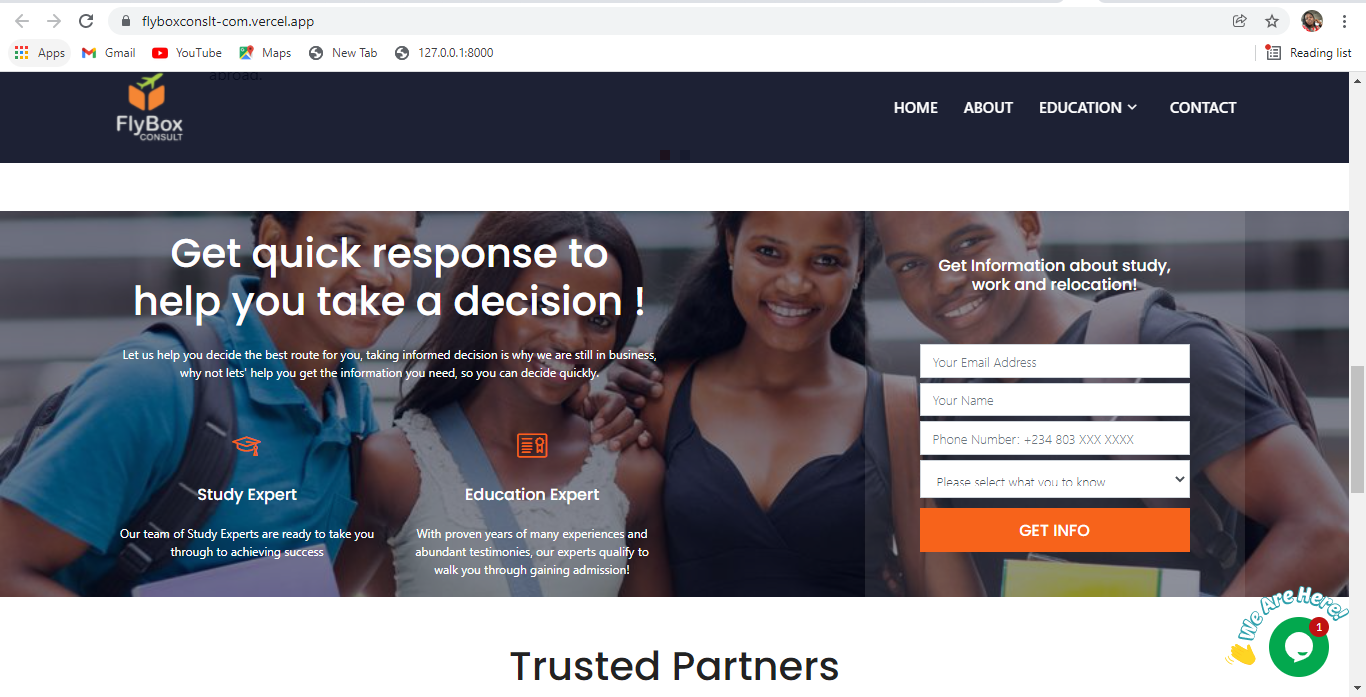 flyboxconslt-com.vercel.app
Apps
Gmail
YouTube
Maps
New Tab
127.0.0.1:8000
Reading list
abroad.
FlyBox
CONSULT
HOME
ABOUT
EDUCATION
CONTACT
Get quick response to
help you take a decision !
Let us help you decide the best route for you, taking informed decision is why we are still in business,
why not lets' help you get the information you need, so you can decide quickly.
Study Expert
Our team of Study Experts are ready to take you
through to achieving success
Education Expert
With proven years of many experiences and
abundant testimonies, our experts qualify to
walk you through gaining admission!
Get Information about study,
work and relocation!
Your Email Address
Your Name
Phone Number: +234 803 XXX XXXX
Please select what you to know
GET INFO
We Are Here!
1
Trusted Partners